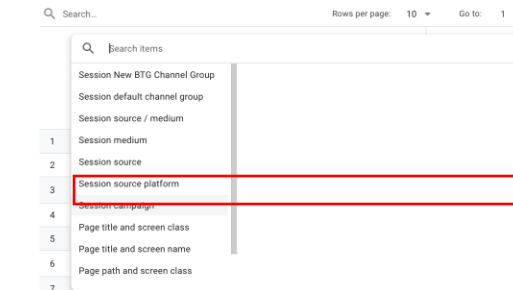 Search...
Rows per page: 10 Go to: 1
Search items
Session New BTG Channel Group
Session default channel group
Session source / medium
1 Session medium
2 Session source
3 Session source platform
4 Session campaign
5 Page title and screen class
Page title and screen name
6 Page path and screen class
7